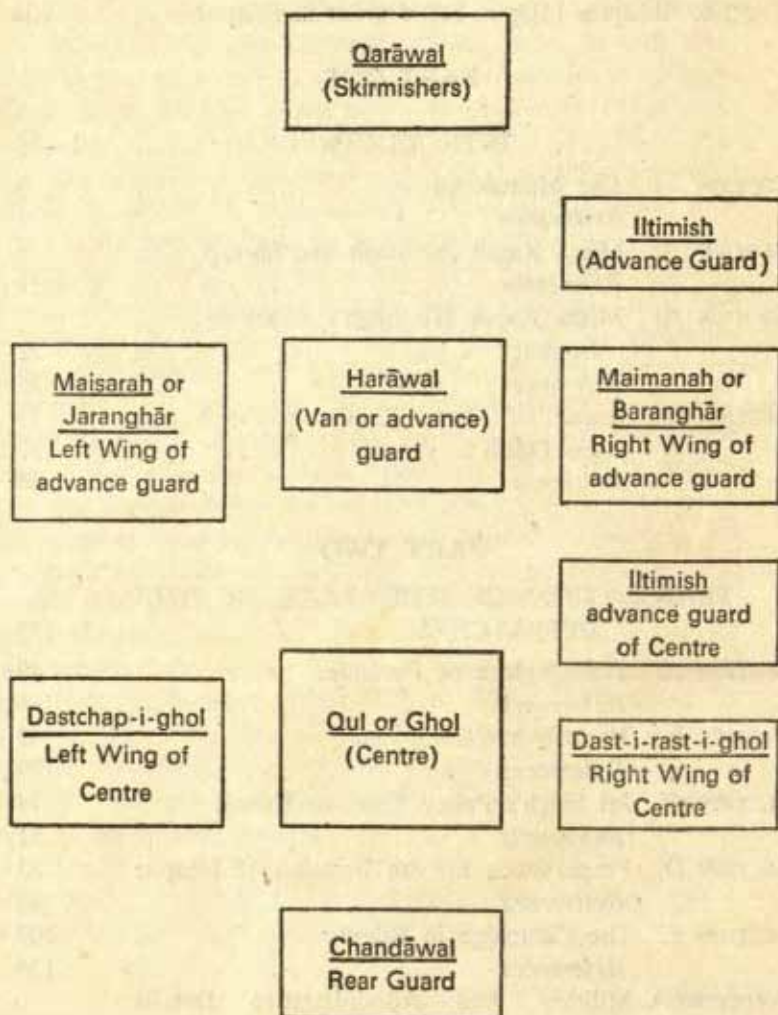 Qarāwal
(Skirmishers)
Iltimish
(Advance Guard)
Maisarah or
Jaranghār
Left Wing of
advance guard
Harāwal
(Van or advance)
guard
Maimanah or
Baranghār
Right Wing of
advance guard
Iltimish
advance guard
of Centre
Dastchap-i-ghol
Left Wing of
Centre
Qul or Ghol
(Centre)
Dast-i-rast-i-ghol
Right Wing of
Centre
Chandāwal
Rear Guard